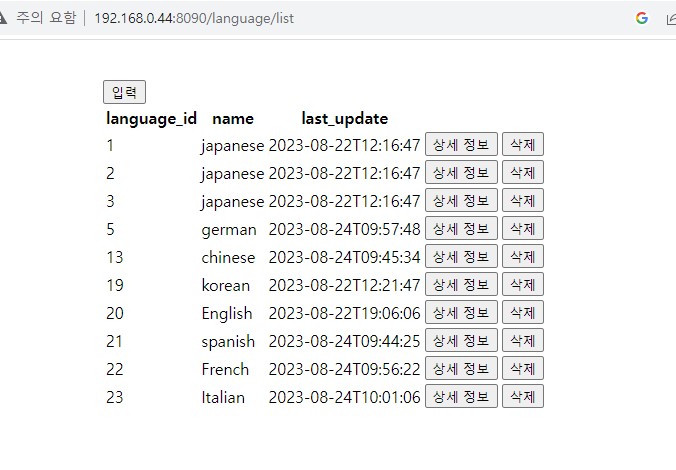 주의 요함 192.168.0.44:8090/language/list
입력
language_id name last_update
1 japanese 2023-08-22T12:16:47 상세 정보 삭제
2 japanese 2023-08-22T12:16:47 상세 정보 삭제
3 japanese 2023-08-22T12:16:47 상세 정보 삭제
5 german 2023-08-24T09:57:48 상세 정보 삭제
13 chinese 2023-08-24T09:45:34 상세 정보 삭제
19 korean 2023-08-22T12:21:47 상세 정보 삭제
20 English 2023-08-22T19:06:06 상세 정보 삭제
21 spanish 2023-08-24T09:44:25 상세 정보 삭제
22 French 2023-08-24T09:56:22 상세 정보 삭제
23 Italian 2023-08-24T10:01:06 상세 정보 삭제